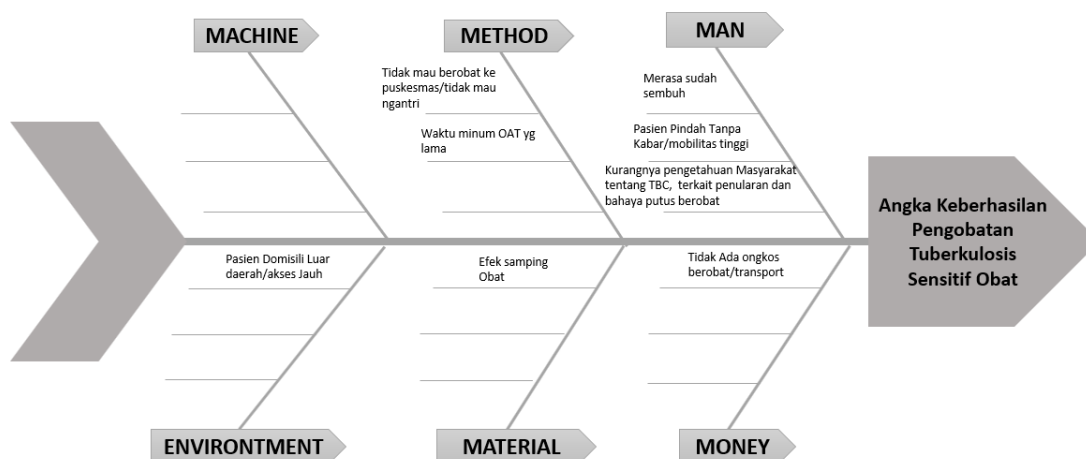 MACHINE
METHOD
MAN
Tidak mau berobat ke
puskesmas/tidak mau
ngantri
Waktu minum OAT yg
lama
Merasa sudah
sembuh
Pasien Pindah Tanpa
Kabar/mobilitas tinggi
Kurangnya pengetahuan Masyarakat
tentang TBC,  terkait penularan dan
bahaya putus berobat
Angka Keberhasilan
Pengobatan
Tuberkulosis
Sensitif Obat
Pasien Domisili Luar
daerah/akses Jauh
Efek samping
Obat
Tidak Ada ongkos
berobat/transport
ENVIRONTMENT
MATERIAL
MONEY